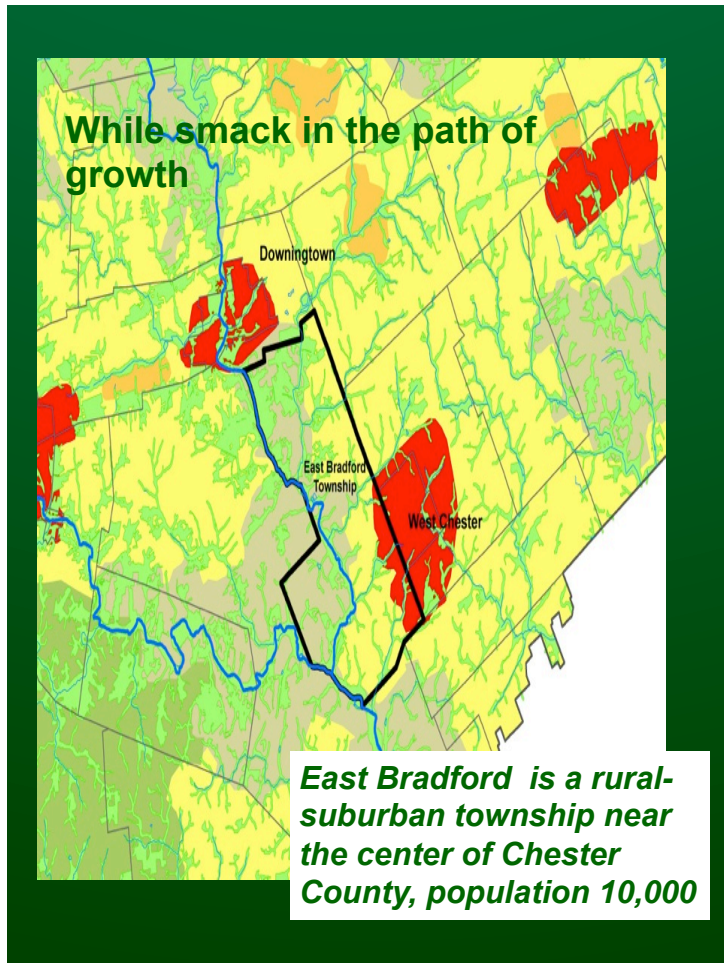 While smack in the path of
growth
Downingtown
East Bradford
Township
West Chester
East Bradford is a rural-
suburban township near
the center of Chester
County, population 10,000